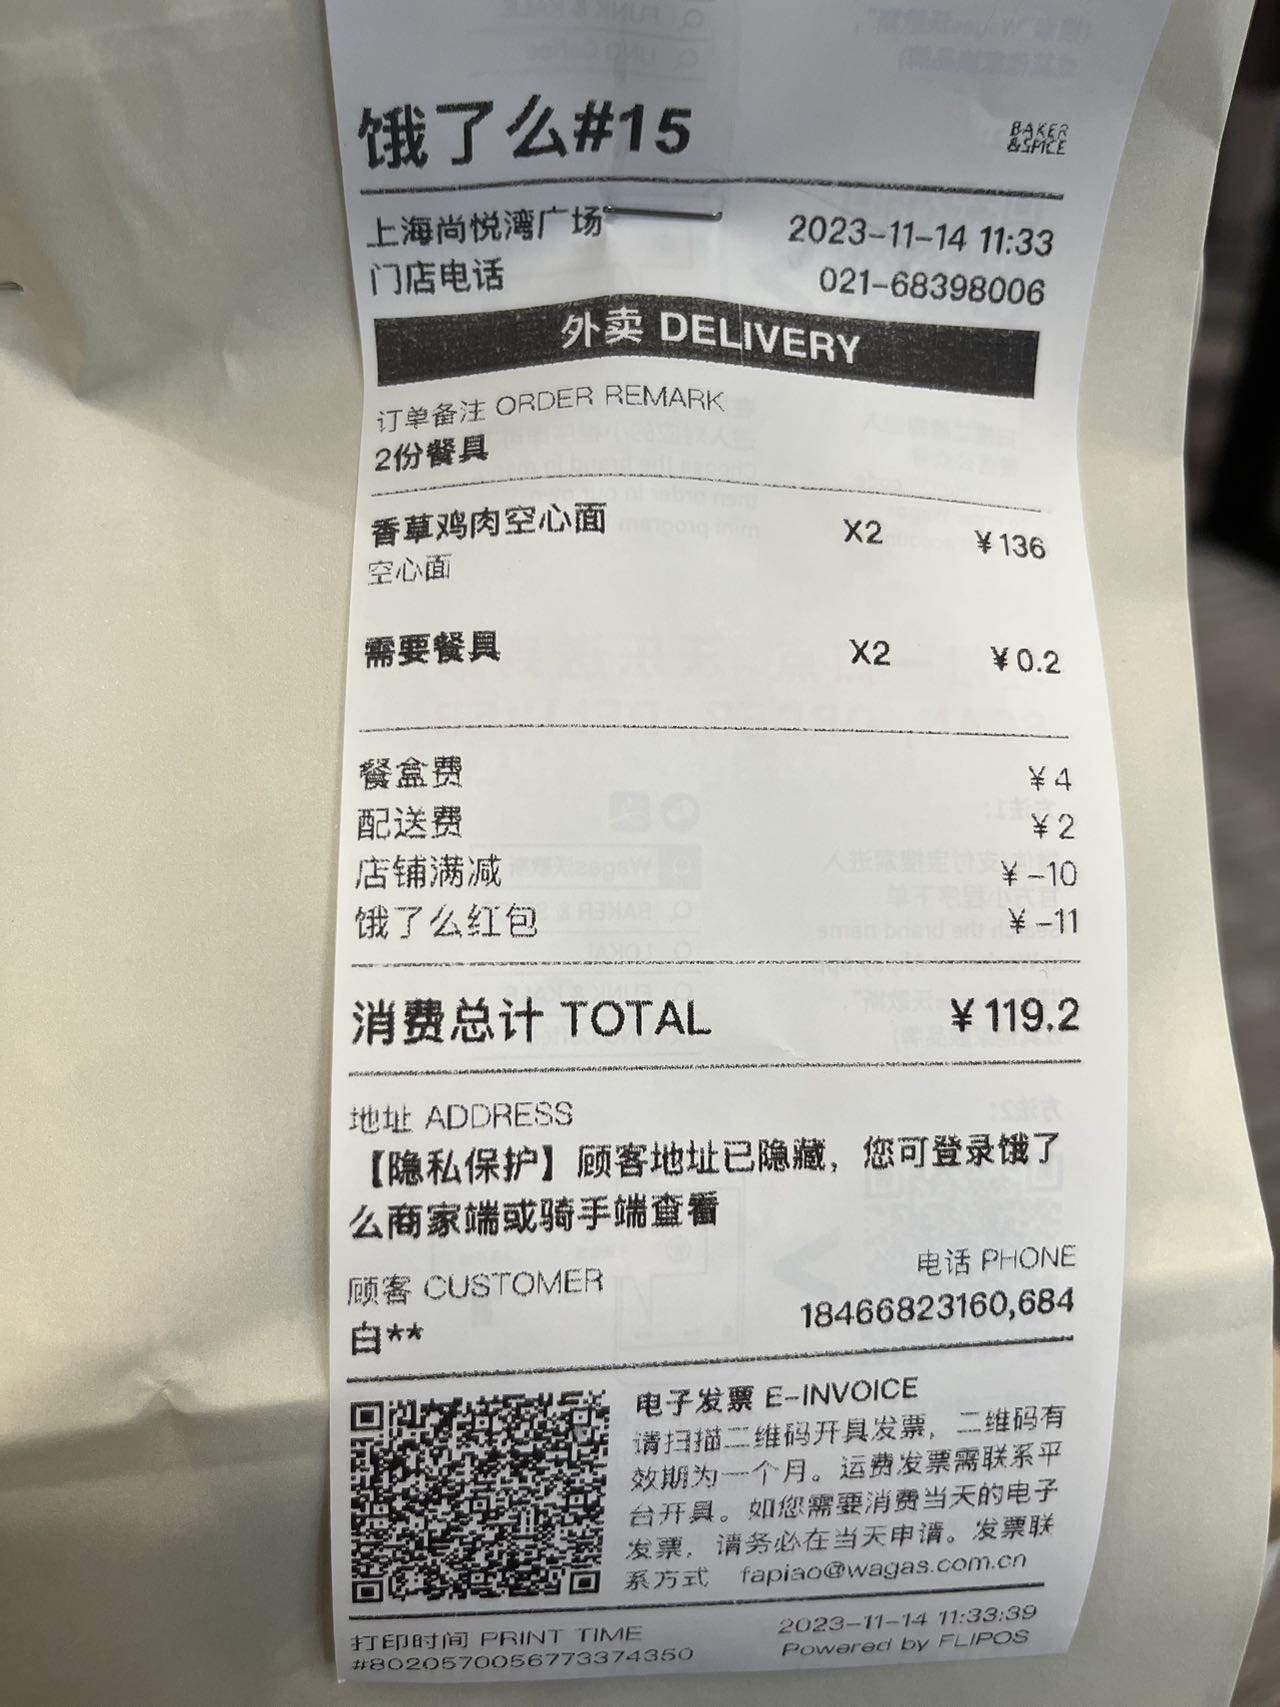 饿了么#15
BAKER
&SPICE
上海尚悦湾广场 2023-11-14 11:33
门店电话 021-68398006
外卖 DELIVERY
订单备注 ORDER REMARK
2份餐具
香草鸡肉空心面 X2 ¥136
空心面
需要餐具 X2 ¥0.2
餐盒费 ¥4
配送费 ¥2
店铺满减 ¥-10
饿了么红包 ¥-11
消费总计 TOTAL ¥119.2
地址 ADDRESS
【隐私保护】顾客地址已隐藏，您可登录饿了
么商家端或骑手端查看
顾客 CUSTOMER 电话 PHONE
白** 18466823160,684
电子发票 E-INVOICE
请扫描二维码开具发票，二维码有
效期为一个月。运费发票需联系平
台开具。如您需要消费当天的电子
发票，请务必在当天申请。发票联
系方式 fapiao@wagas.com.cn
打印时间 PRINT TIME 2023-11-14 11:33:39
#8020570056773374350 Powered by FLIPOS